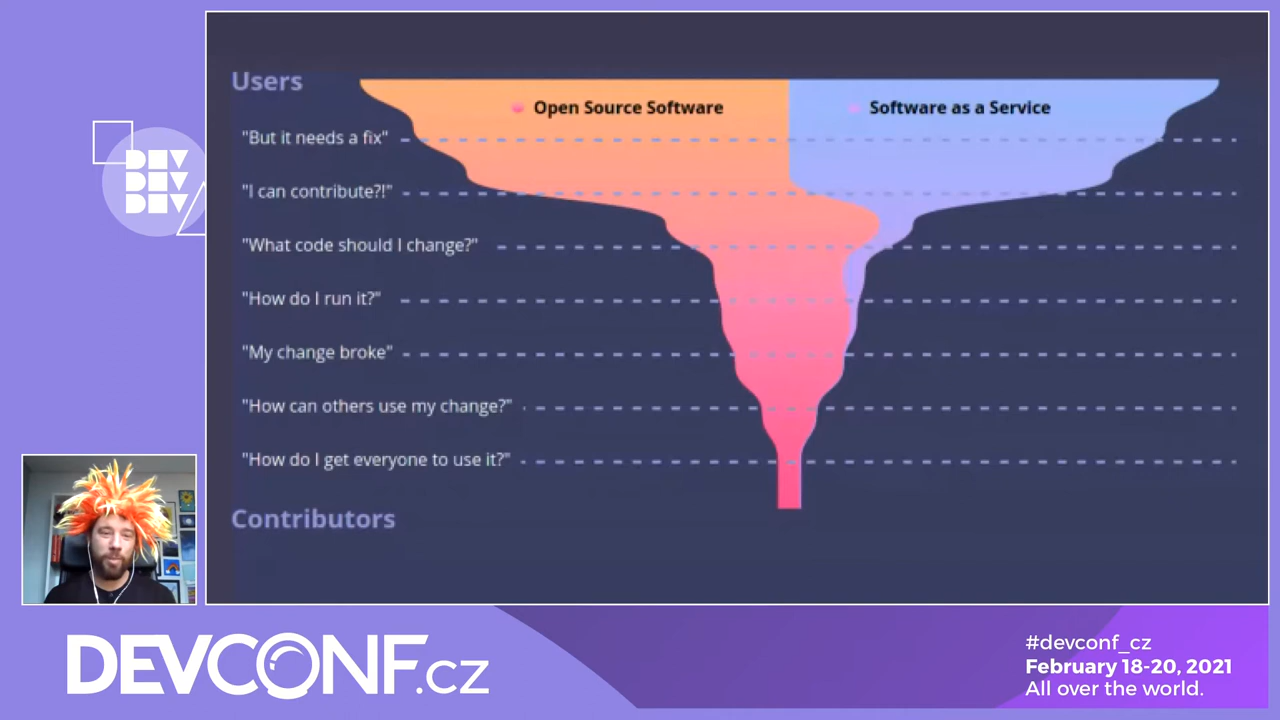 Users
Open Source Software
Software as a Service
"But it needs a fix"
"I can contribute?!"
"What code should I change?"
"How do I run it?"
"My change broke"
"How can others use my change?"
"How do I get everyone to use it?"
Contributors
DEV
DEV
DEV
DEVCONF.cz
#devconf_cz
February 18-20, 2021
All over the world.